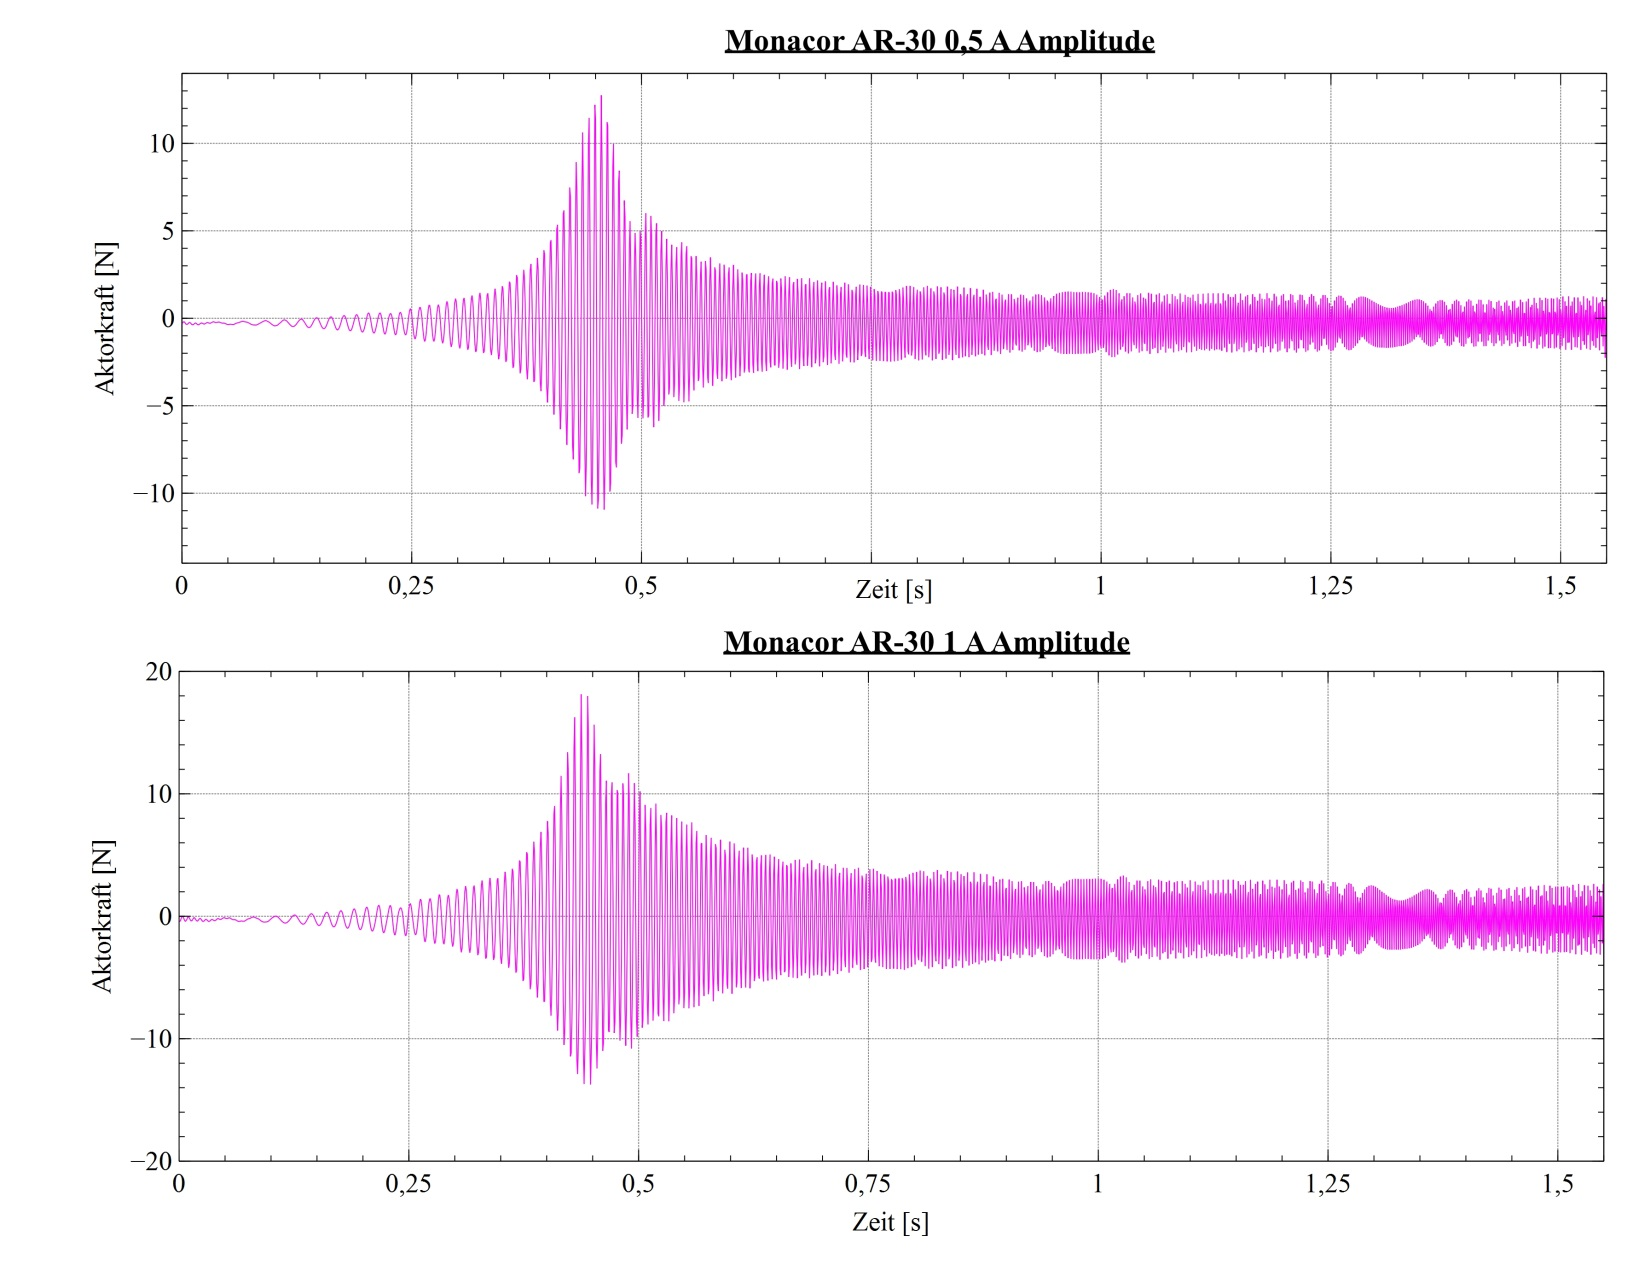 Monacor AR-30 0,5 A Amplitude
Aktorkraft [N]
10
5
0
−5
−10
0 0,25 0,5 Zeit [s] 1 1,25 1,5
Monacor AR-30 1 A Amplitude
Aktorkraft [N]
20
10
0
−10
−20
0 0,25 0,5 0,75 1 1,25 1,5
Zeit [s]